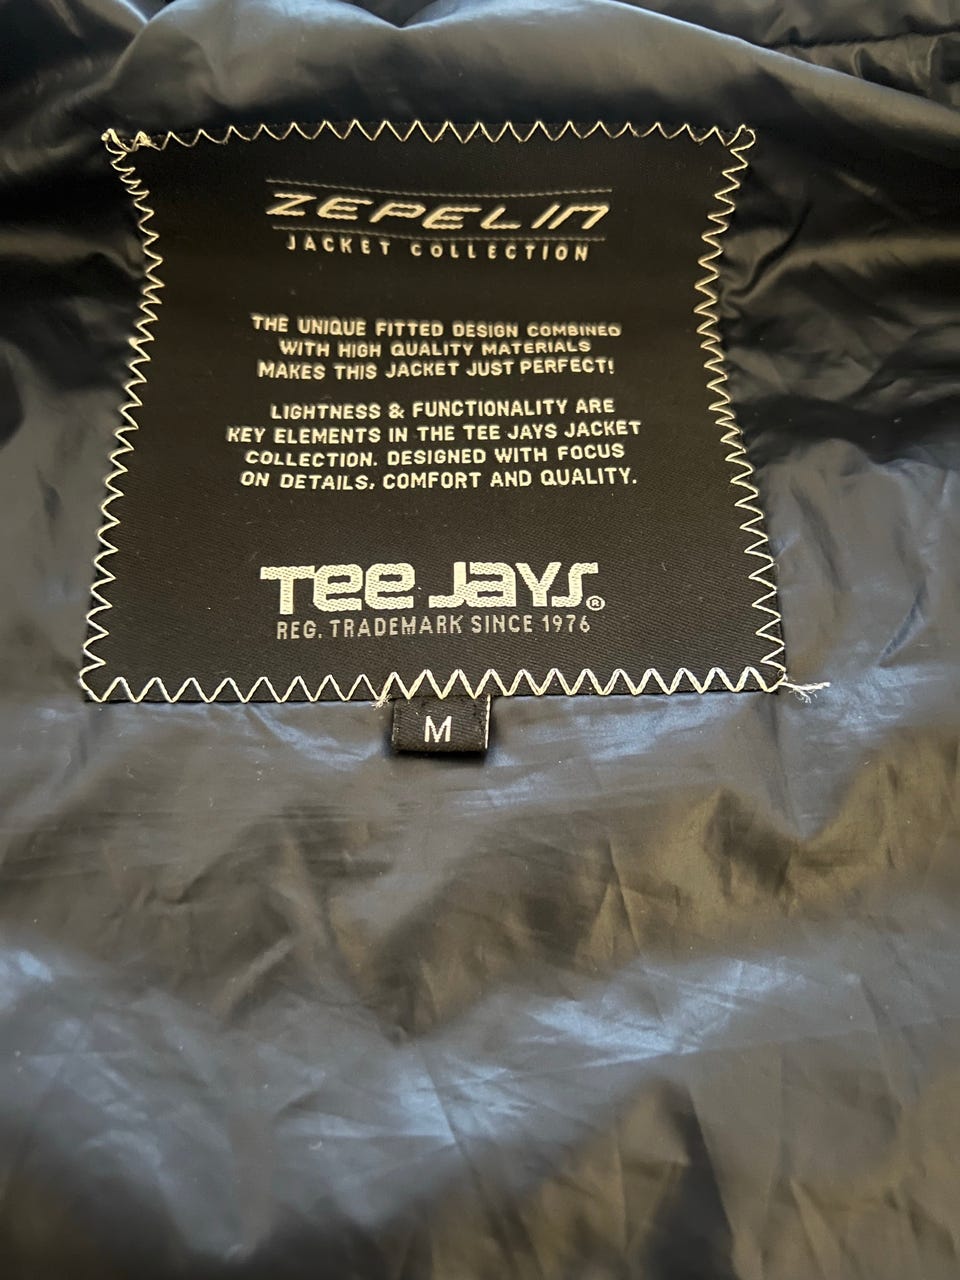 ZEPELIN
JACKET COLLECTION
THE UNIQUE FITTED DESIGN COMBINED
WITH HIGH QUALITY MATERIALS
MAKES THIS JACKET JUST PERFECT!
LIGHTNESS & FUNCTIONALITY ARE
KEY ELEMENTS IN THE TEE JAYS JACKET
COLLECTION. DESIGNED WITH FOCUS
ON DETAILS, COMFORT AND QUALITY.
TEE JAYS®
REG. TRADEMARK SINCE 1976
M